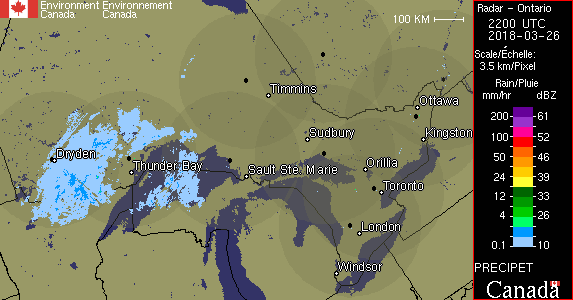 Environment Environnement
Canada Canada
100 KM
Timmins
Ottawa
Sudbury
Kingston
Dryden
Thunder Bay
Sault Ste. Marie
Orillia
Toronto
London
Windsor
Radar - Ontario
2200 UTC
2018-03-26
Scale/Échelle:
3.5 km/Pixel
Rain/Pluie
mm/hr dBZ
200 61
100 52
50 46
24 39
12 33
4 26
0.1 10
PRECIPET
Canada